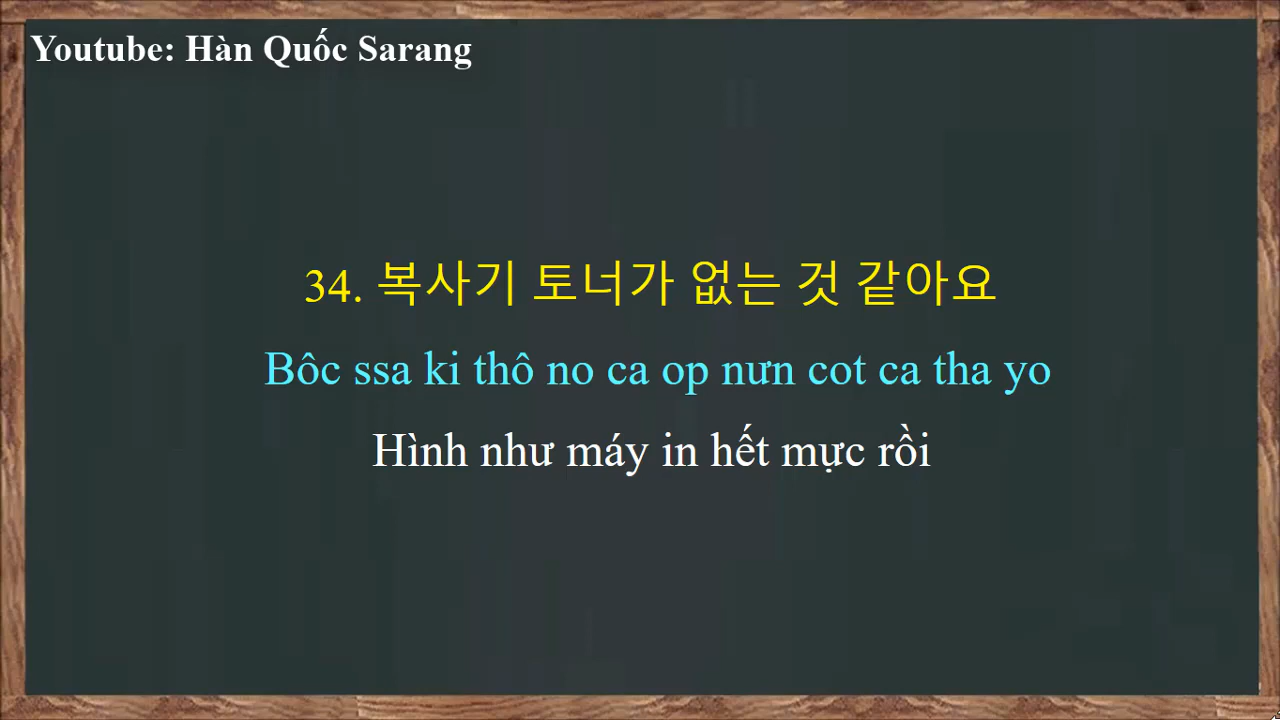 Youtube: Hàn Quốc Sarang
34. 복사기 토너가 없는 것 같아요
Bôc ssa ki thô no ca op nưn cot ca tha yo
Hình như máy in hết mực rồi